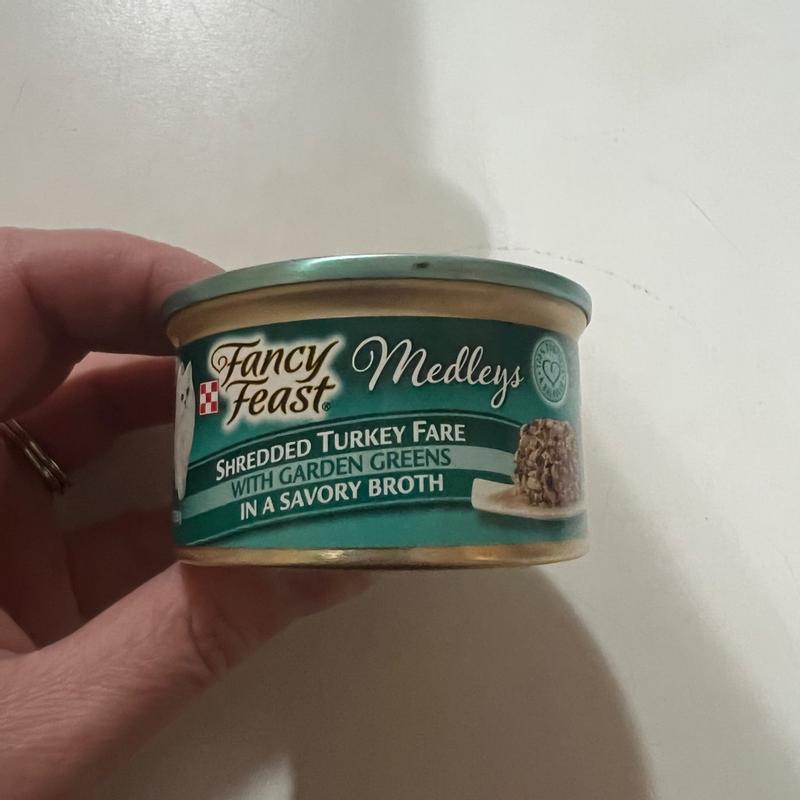 Fancy
Feast®
Medleys
SHREDDED TURKEY FARE
WITH GARDEN GREENS
IN A SAVORY BROTH